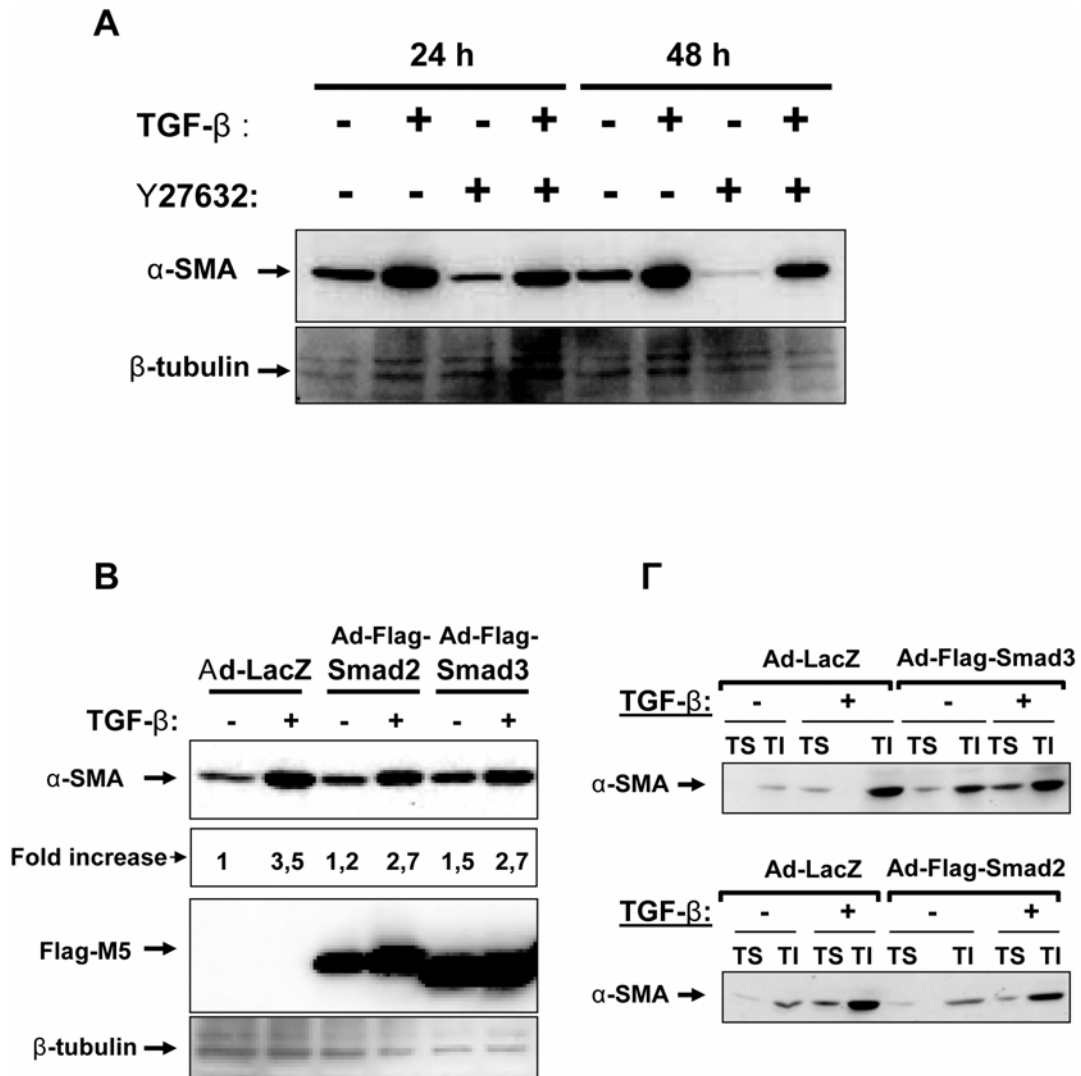 A
24 h 48 h
TGF-β : - + - + - + - +
Y27632: - - + + - - + +
α-SMA
β-tubulin
B
Ad-LacZ Ad-Flag-Smad2 Ad-Flag-Smad3
TGF-β: - + - + - +
α-SMA
Fold increase 1 3,5 1,2 2,7 1,5 2,7
Flag-M5
β-tubulin
Γ
Ad-LacZ Ad-Flag-Smad3
TGF-β: - + - +
TS TI TS TI TS TI TS TI
α-SMA
Ad-LacZ Ad-Flag-Smad2
TGF-β: - + - +
TS TI TS TI TS TI TS TI
α-SMA